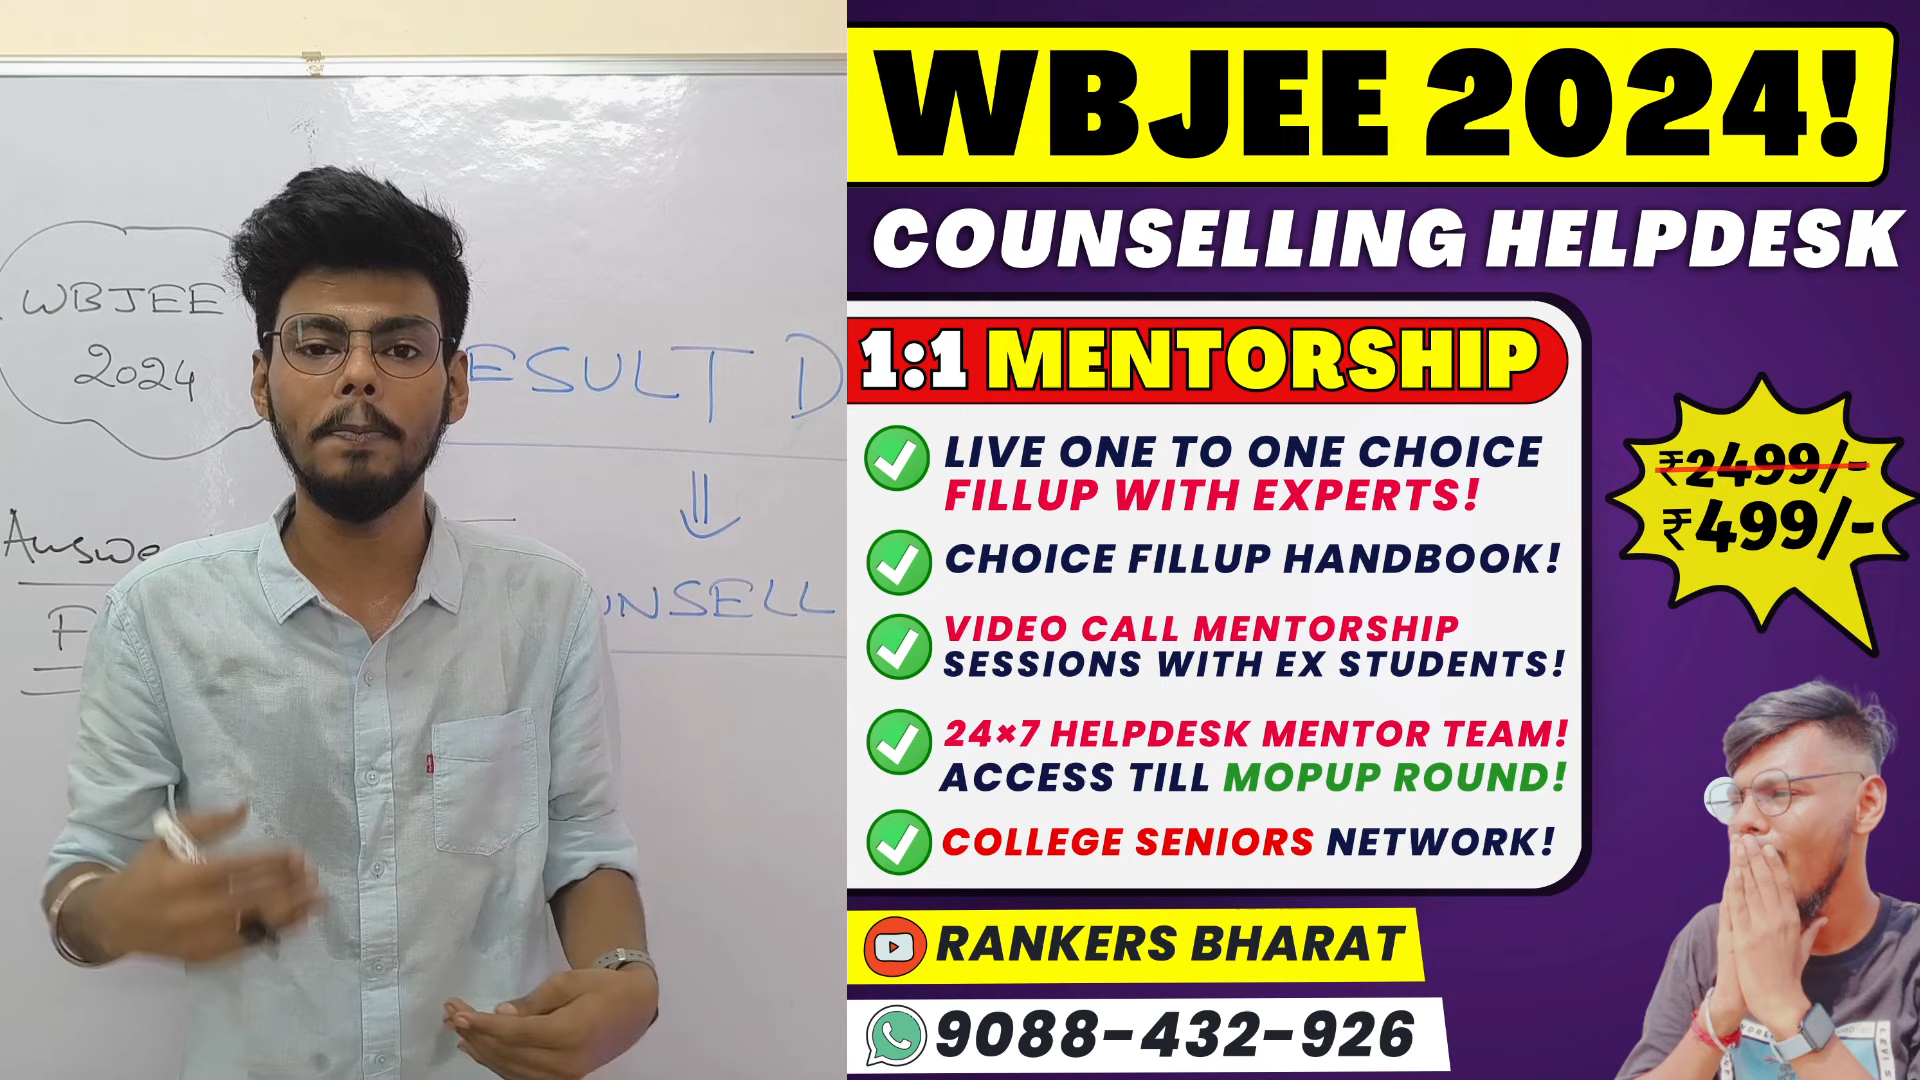 WBJEE
2024
ESULT D
Answe
UNSELL
WBJEE 2024!
COUNSELLING HELPDESK
1:1 MENTORSHIP
LIVE ONE TO ONE CHOICE
FILLUP WITH EXPERTS!
CHOICE FILLUP HANDBOOK!
VIDEO CALL MENTORSHIP
SESSIONS WITH EX STUDENTS!
24×7 HELPDESK MENTOR TEAM!
ACCESS TILL MOPUP ROUND!
COLLEGE SENIORS NETWORK!
₹2499/-
₹499/-
RANKERS BHARAT
9088-432-926